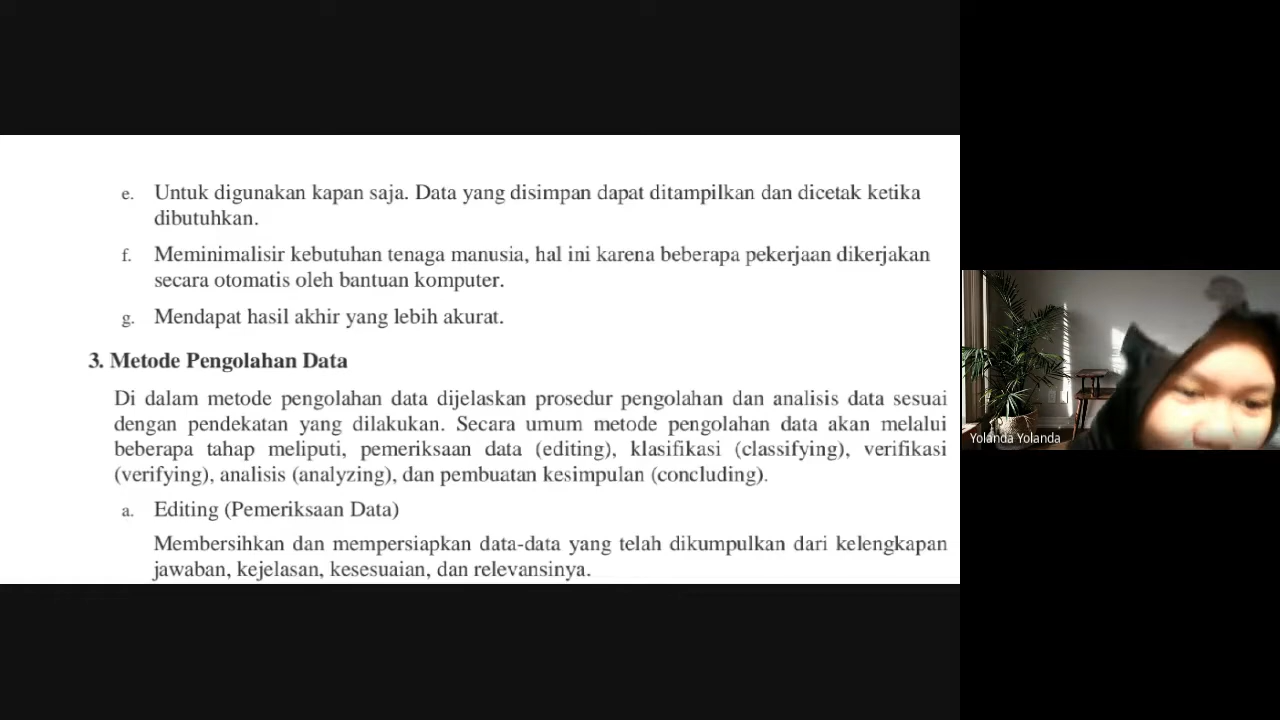 e. Untuk digunakan kapan saja. Data yang disimpan dapat ditampilkan dan dicetak ketika
dibutuhkan.
f. Meminimalisir kebutuhan tenaga manusia, hal ini karena beberapa pekerjaan dikerjakan
secara otomatis oleh bantuan komputer.
g. Mendapat hasil akhir yang lebih akurat.
3. Metode Pengolahan Data
Di dalam metode pengolahan data dijelaskan prosedur pengolahan dan analisis data sesuai
dengan pendekatan yang dilakukan. Secara umum metode pengolahan data akan melalui
beberapa tahap meliputi, pemeriksaan data (editing), klasifikasi (classifying), verifikasi
(verifying), analisis (analyzing), dan pembuatan kesimpulan (concluding).
a. Editing (Pemeriksaan Data)
Membersihkan dan mempersiapkan data-data yang telah dikumpulkan dari kelengkapan
jawaban, kejelasan, kesesuaian, dan relevansinya.
Yolanda Yolanda